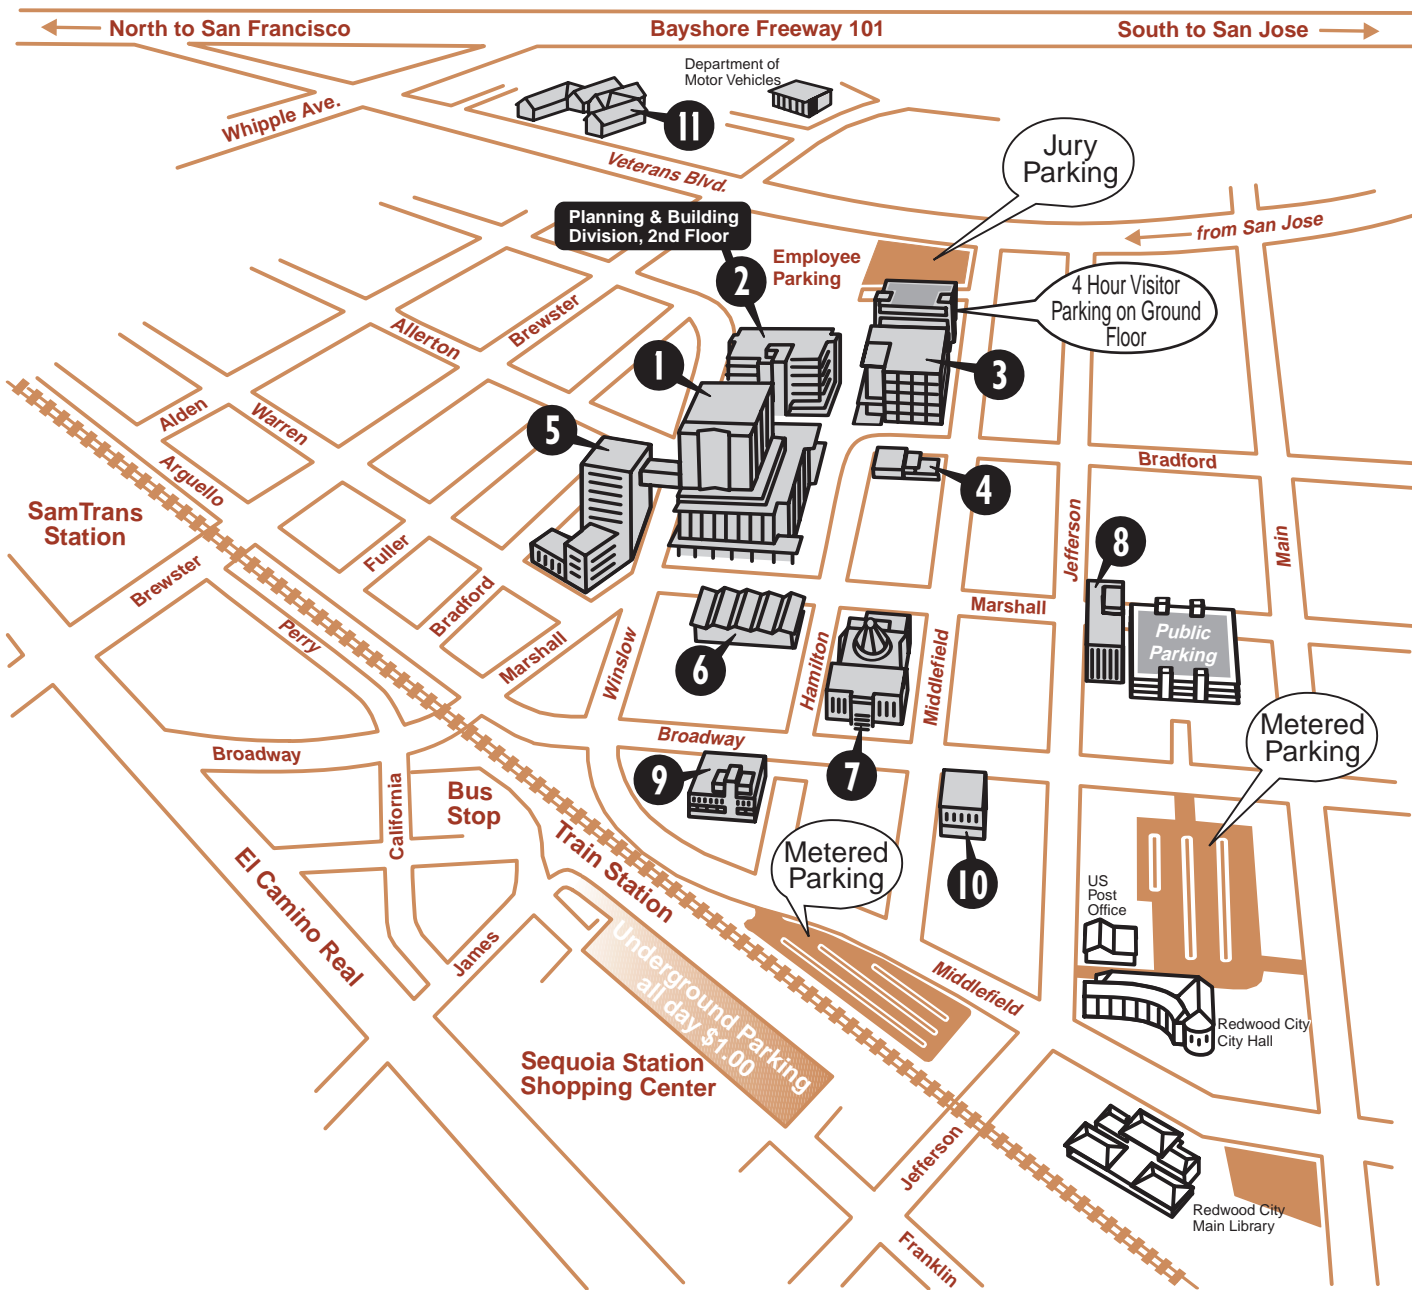 North to San Francisco
Bayshore Freeway 101
South to San Jose
Department of
Motor Vehicles
Whipple Ave.
11
Veterans Blvd.
Jury
Parking
from San Jose
Planning & Building
Division, 2nd Floor
Employee
Parking
2
4 Hour Visitor
Parking on Ground
Floor
Brewster
Allerton
1
3
Alden
Warren
5
Bradford
Arguello
4
SamTrans
Station
Fuller
Jefferson
8
Main
Brewster
Bradford
Marshall
Perry
Marshall
Winslow
6
Hamilton
Middlefield
Public
Parking
Metered
Parking
Broadway
Broadway
9
7
California
Bus
Stop
Train Station
Metered
Parking
10
El Camino Real
US
Post
Office
James
Underground Parking
all day $1.00
Middlefield
Redwood City
City Hall
Sequoia Station
Shopping Center
Jefferson
Redwood City
Main Library
Franklin